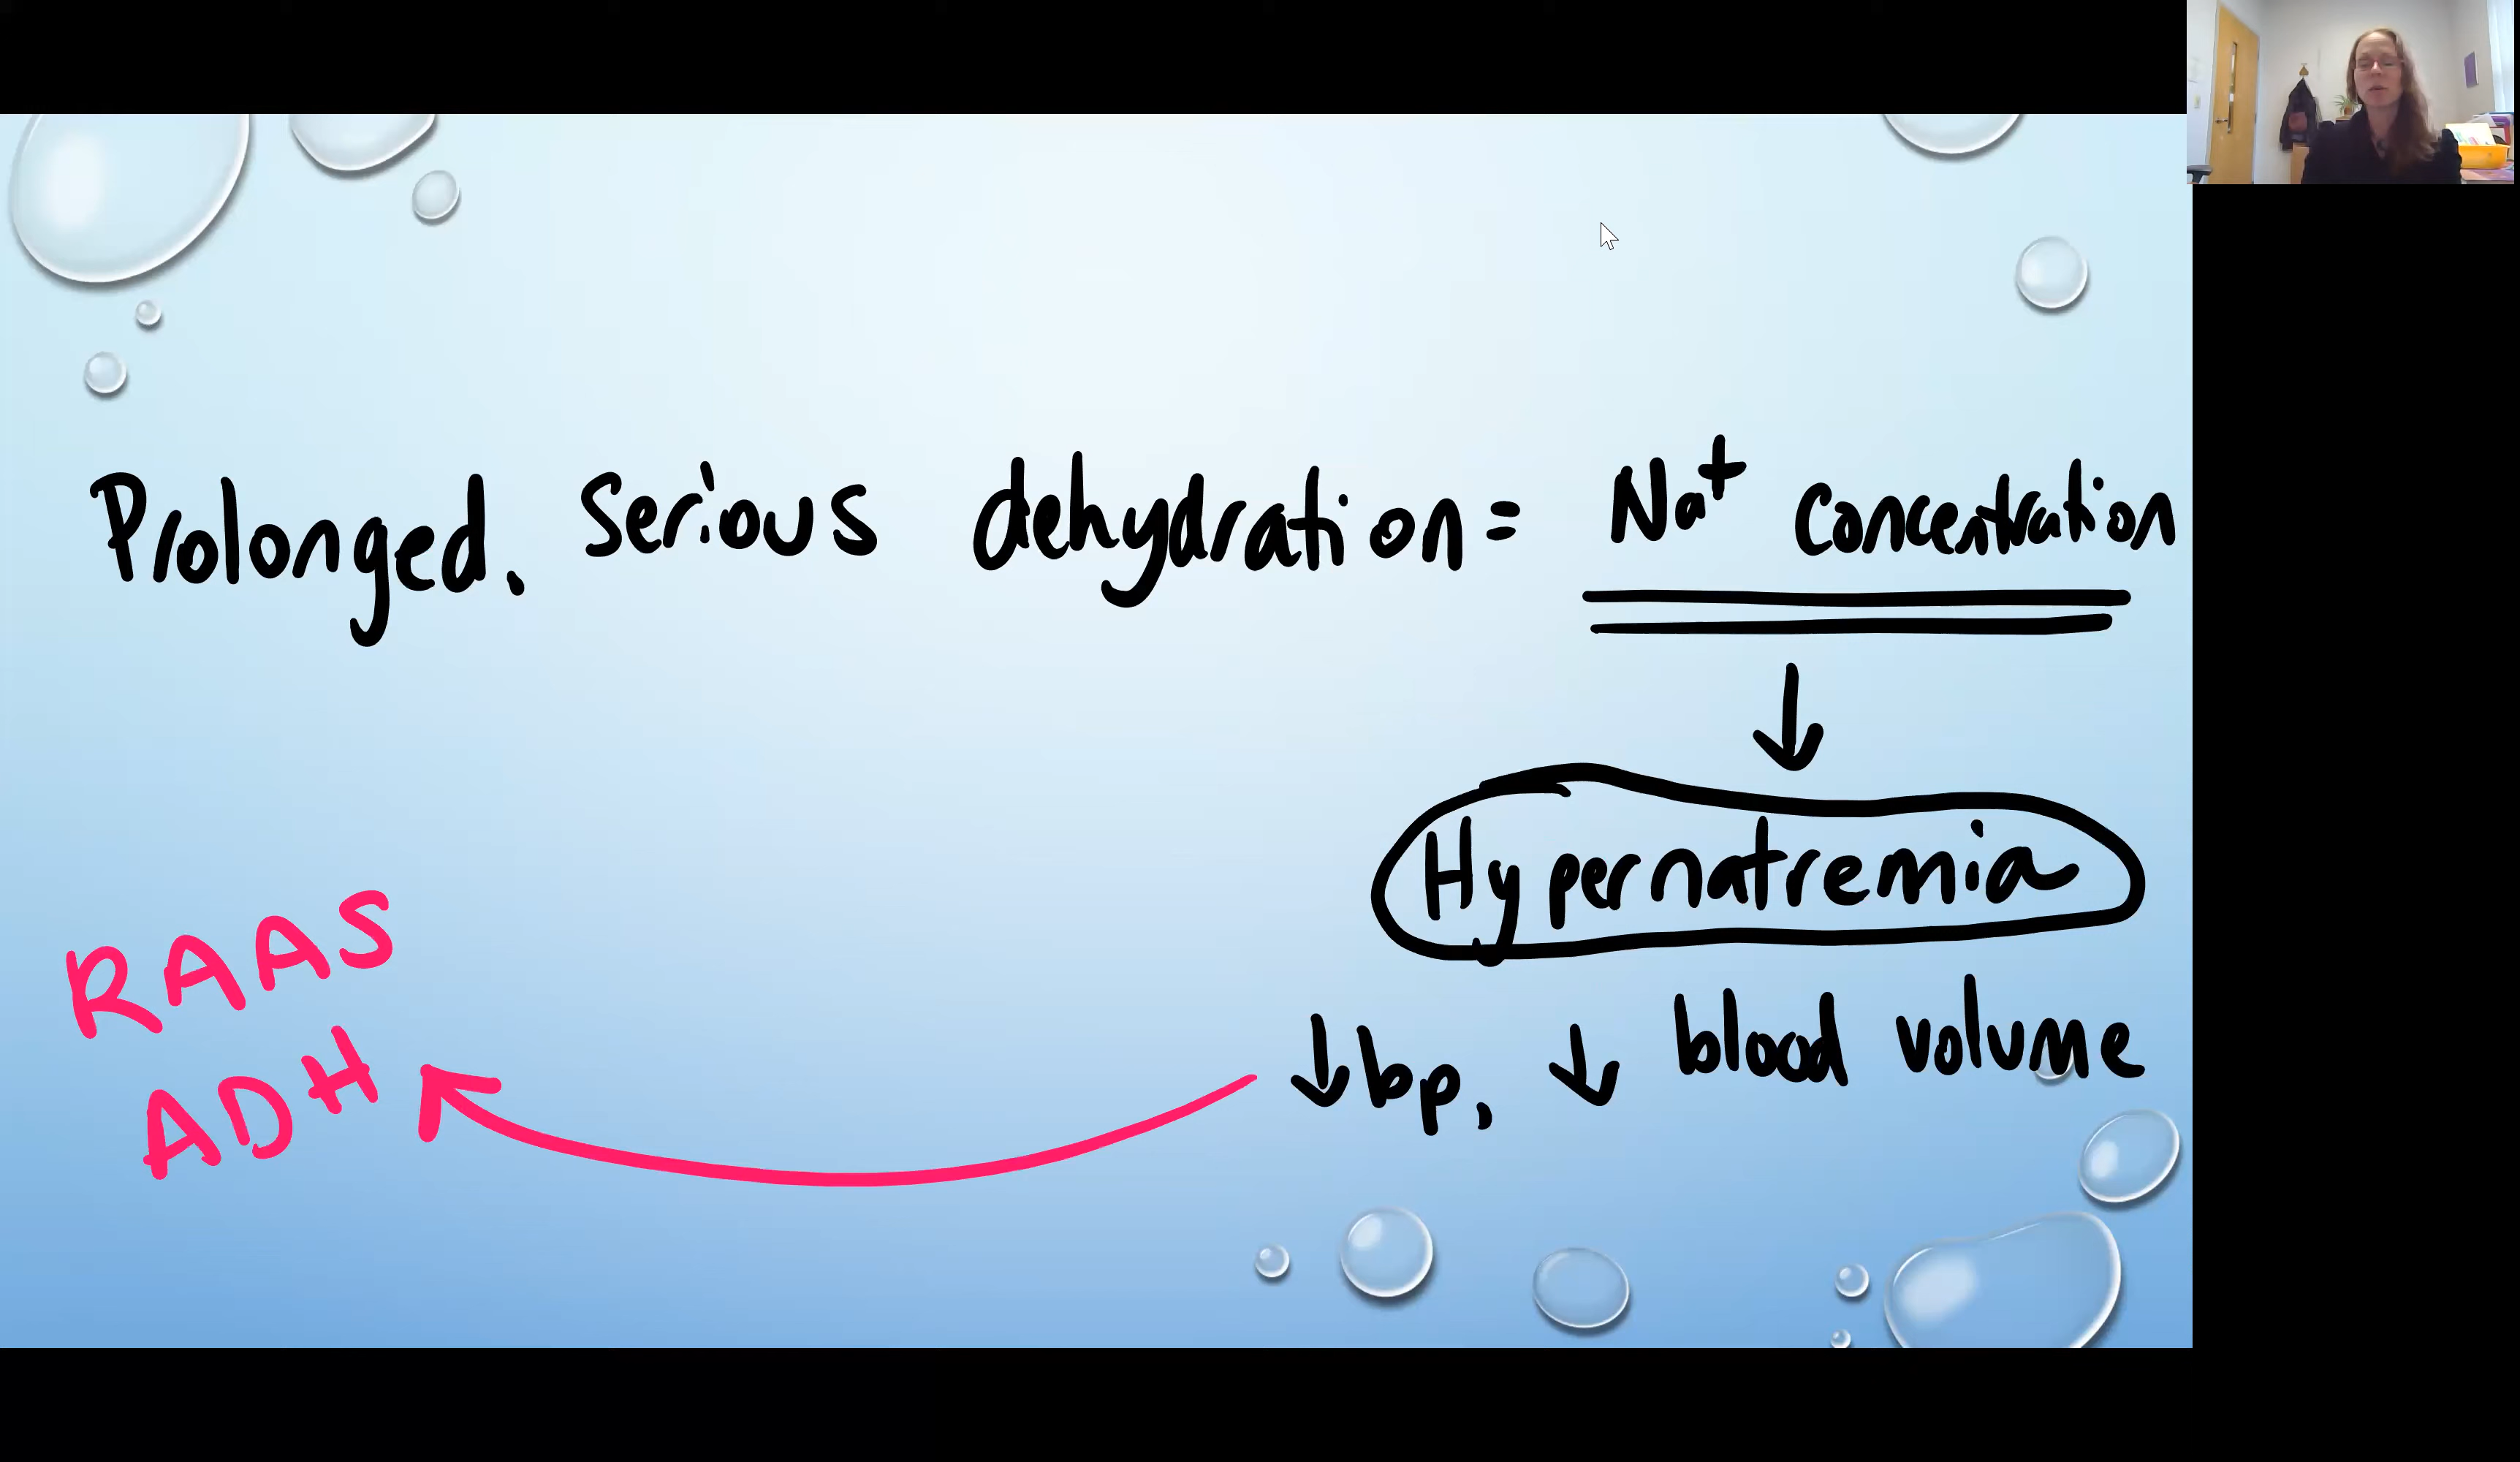 Prolonged, Serious dehydration = Na⁺ Concentration
↓
Hypernatremia
↓bp, ↓ blood volume
RAAS
ADH